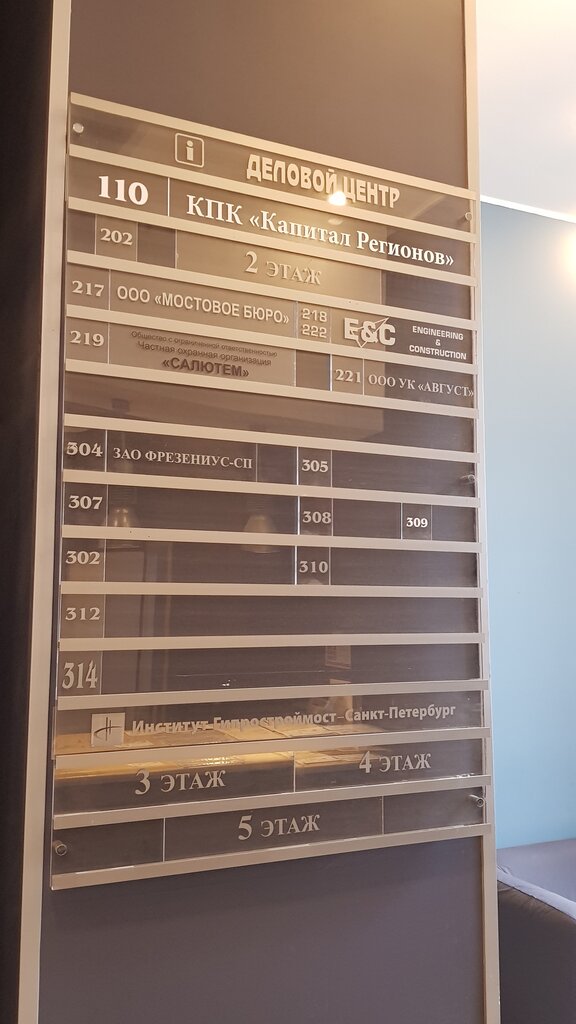 i ДЕЛОВОЙ ЦЕНТР
110 КПК «Капитал Регионов»
202 2 ЭТАЖ
217 ООО «МОСТОВОЕ БЮРО» 218 222 E&C ENGINEERING & CONSTRUCTION
219 Общество с ограниченной ответственностью
Частная охранная организация
«САЛЮТЕМ»
221 ООО УК «АВГУСТ»
304 ЗАО ФРЕЗЕНИУС-СП 305
307 308 309
302 310
312
314
Институт Гипростроймост-Санкт-Петербург
3 ЭТАЖ 4 ЭТАЖ
5 ЭТАЖ